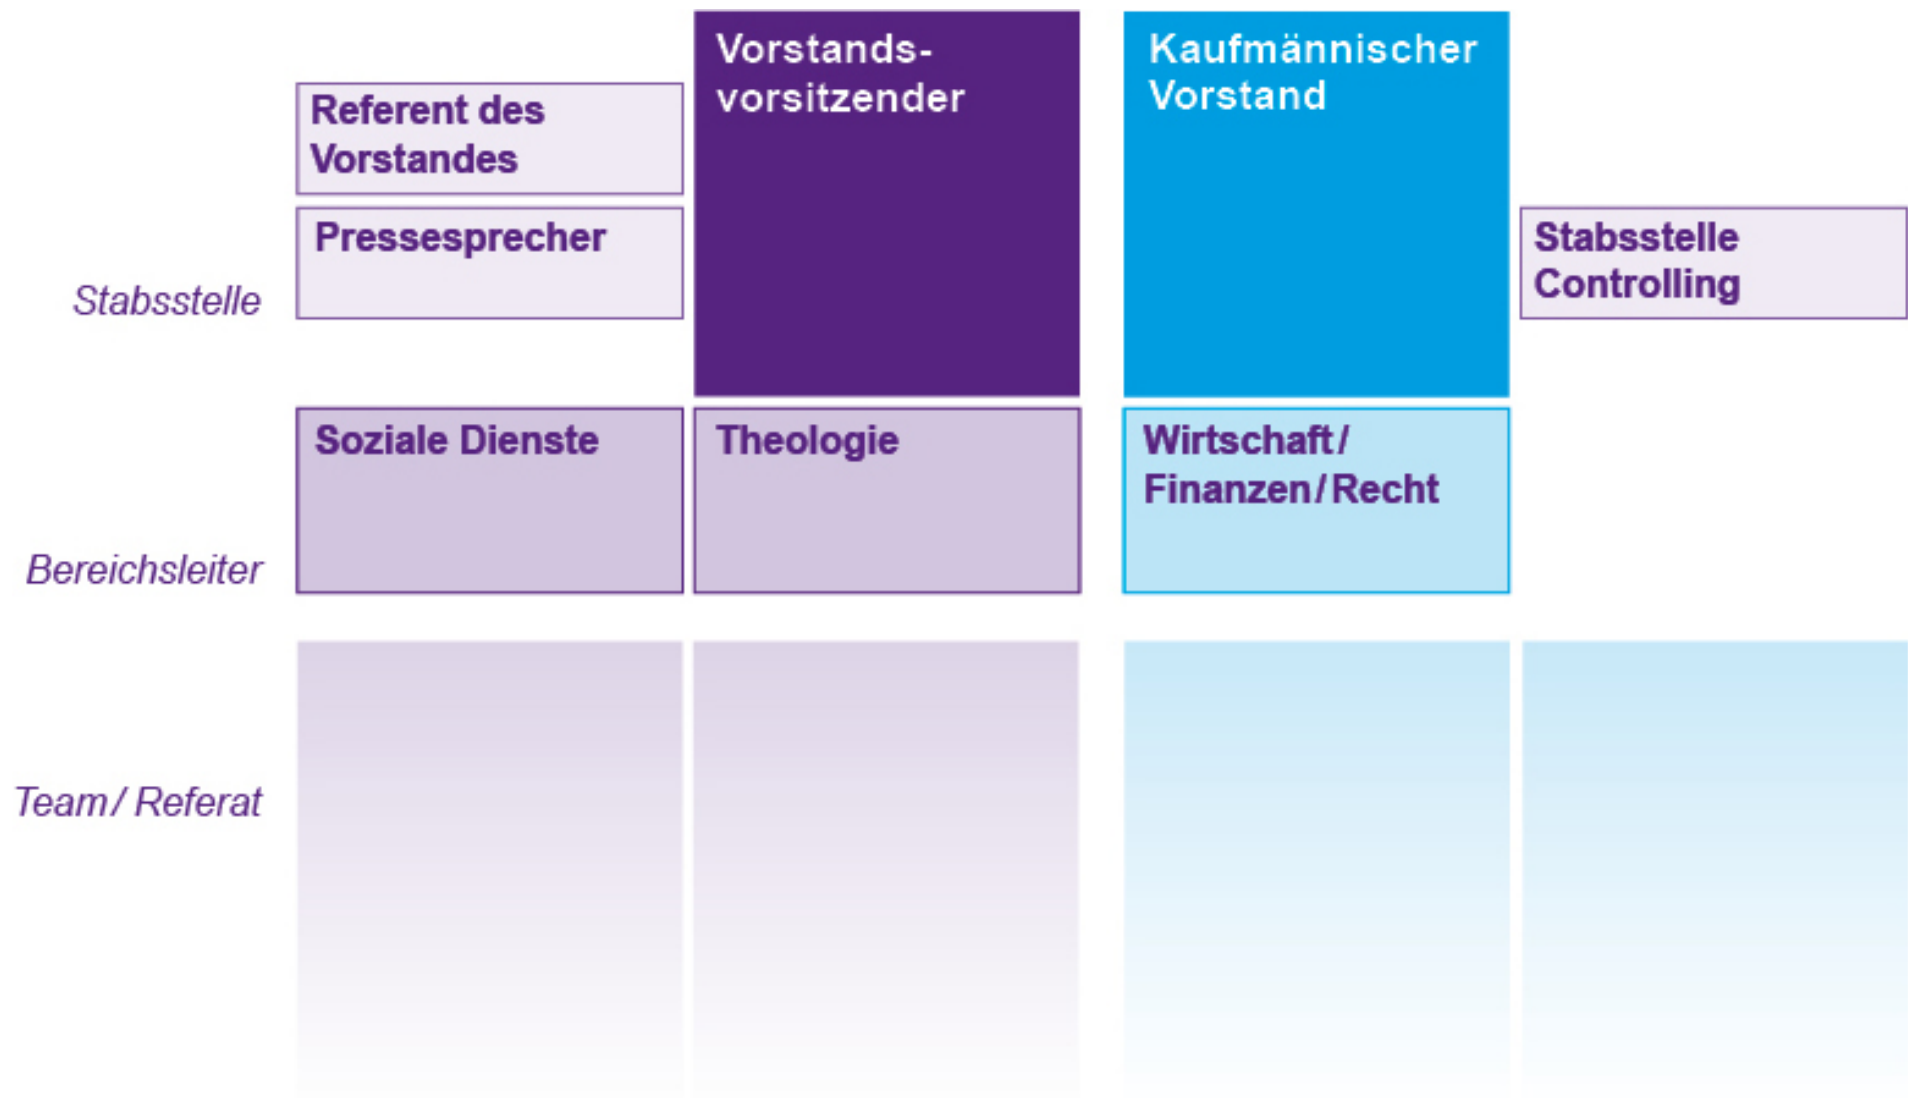 Vorstands-
vorsitzender
Kaufmännischer
Vorstand
Referent des
Vorstandes
Pressesprecher
Stabsstelle
Stabsstelle
Controlling
Soziale Dienste
Theologie
Wirtschaft/
Finanzen/Recht
Bereichsleiter
Team/ Referat